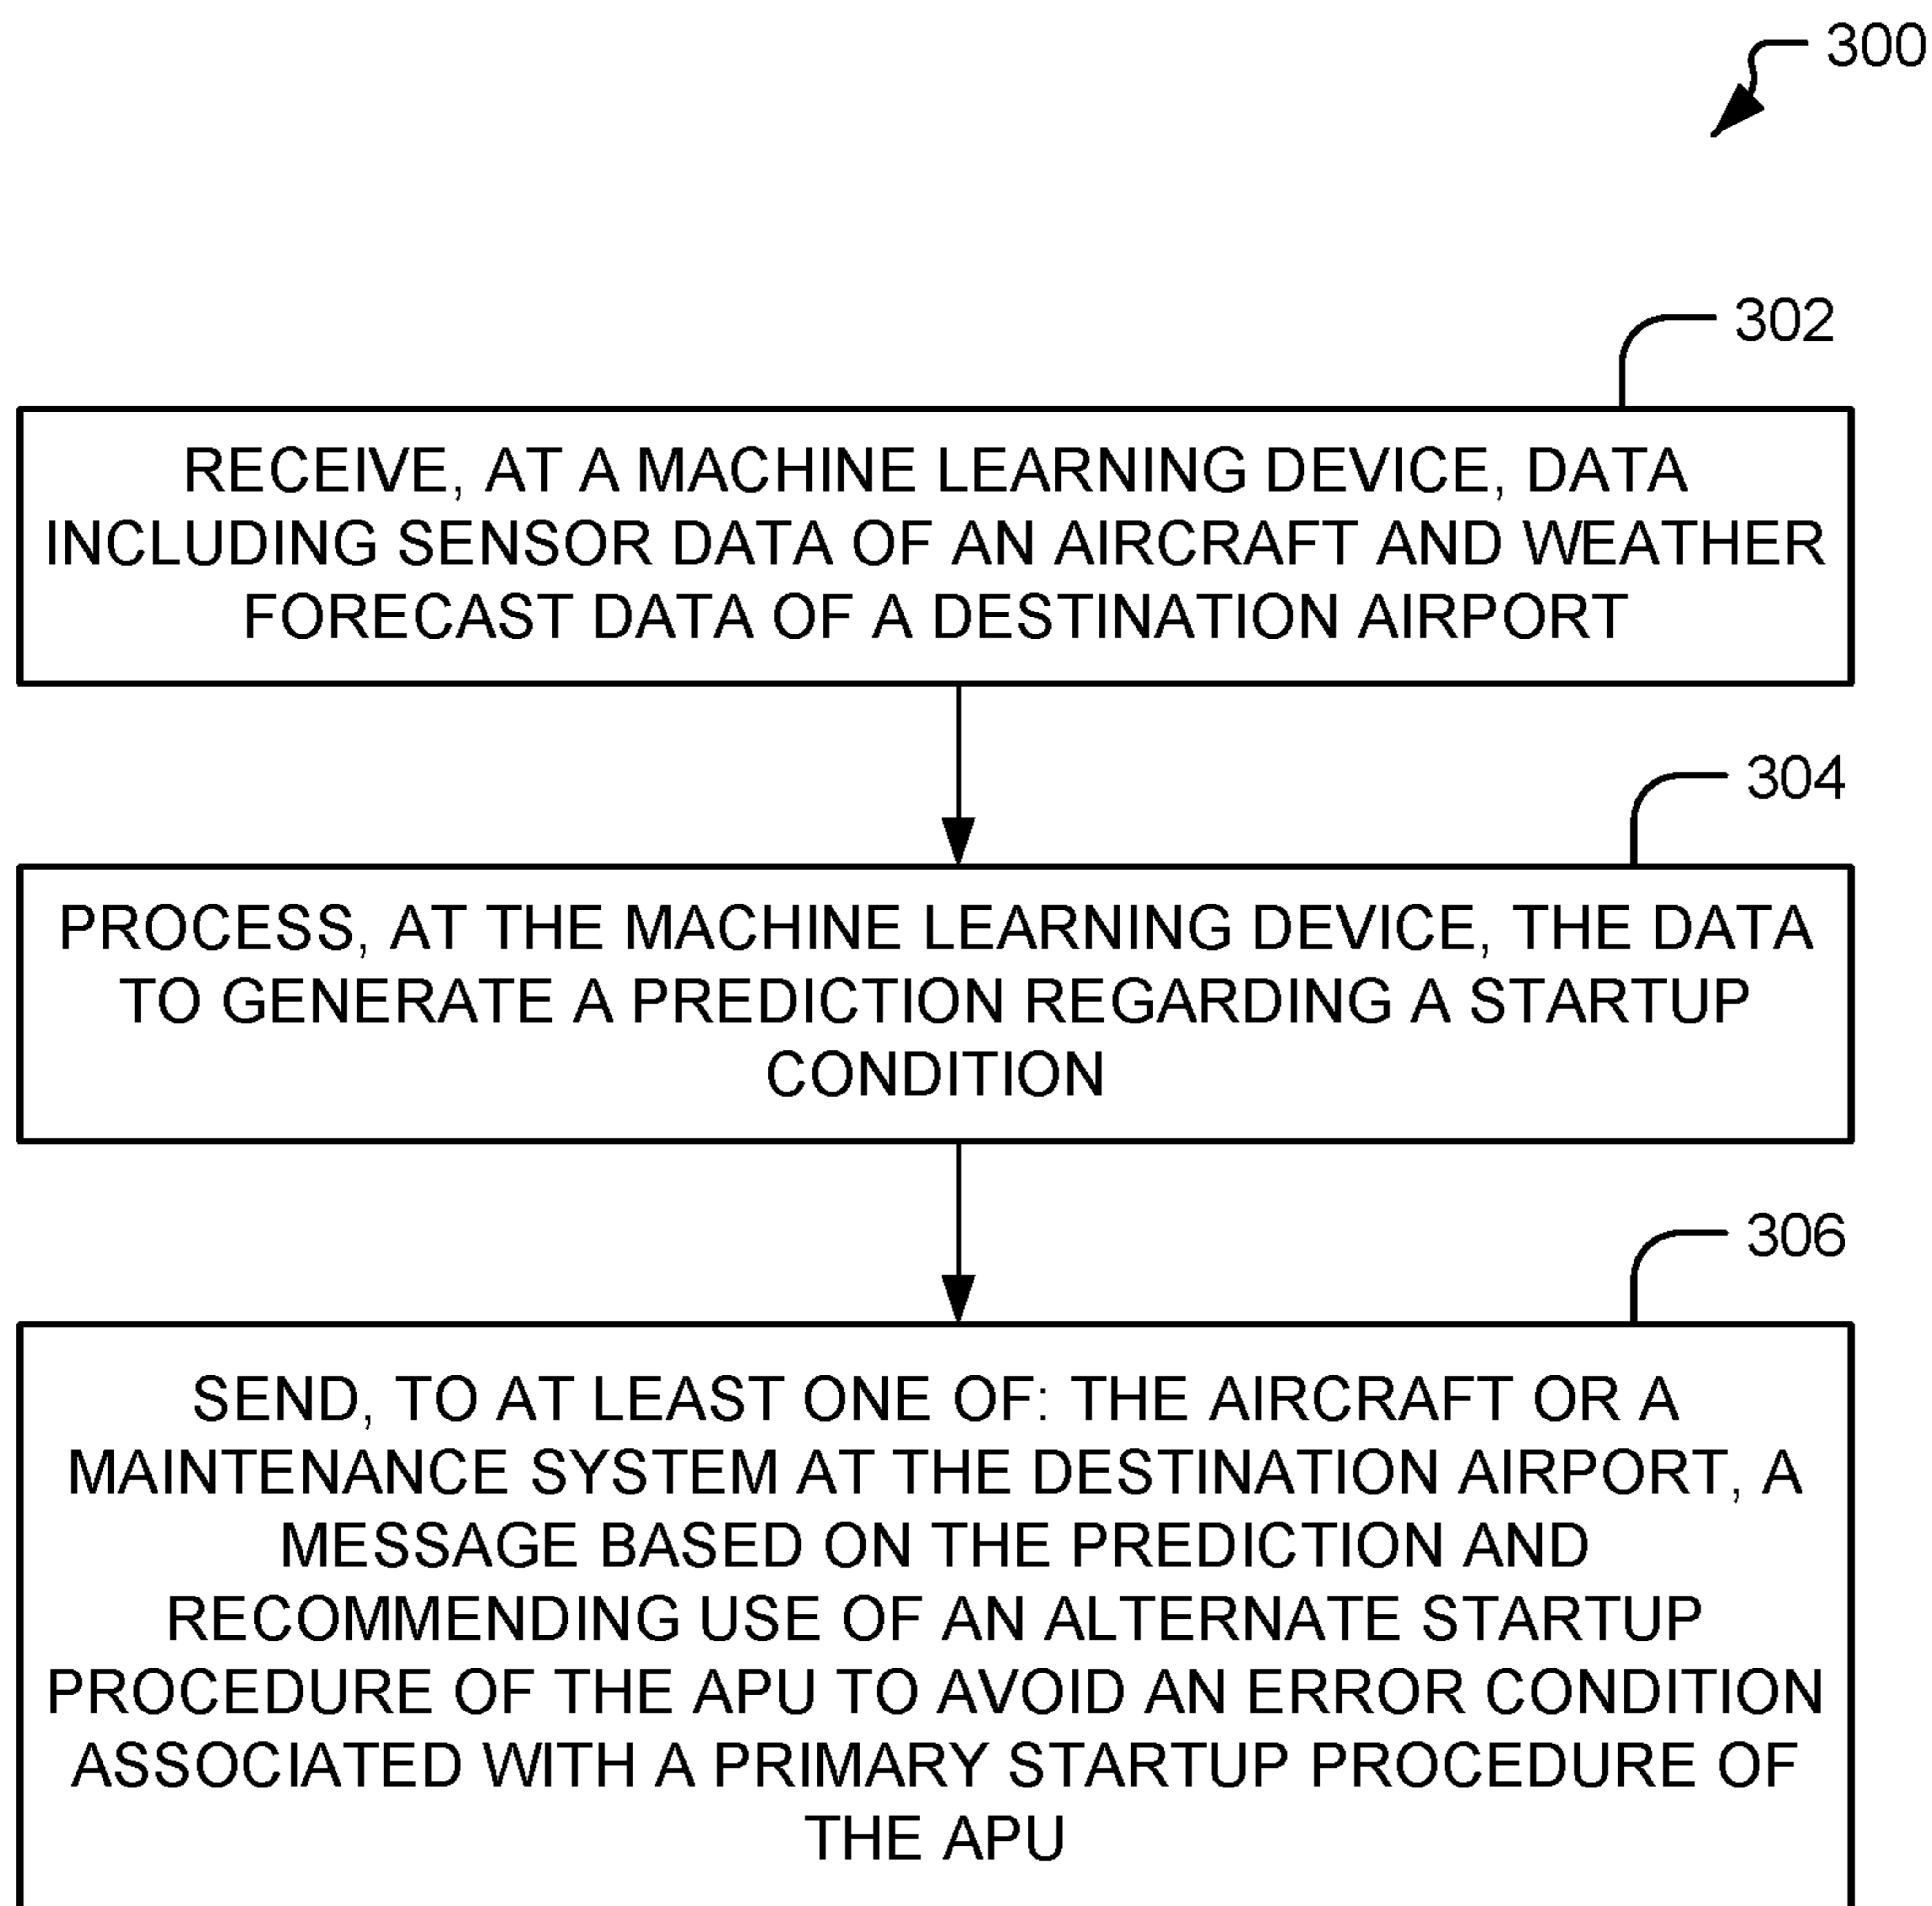 300
302
RECEIVE, AT A MACHINE LEARNING DEVICE, DATA
INCLUDING SENSOR DATA OF AN AIRCRAFT AND WEATHER
FORECAST DATA OF A DESTINATION AIRPORT
304
PROCESS, AT THE MACHINE LEARNING DEVICE, THE DATA
TO GENERATE A PREDICTION REGARDING A STARTUP
CONDITION
306
SEND, TO AT LEAST ONE OF: THE AIRCRAFT OR A
MAINTENANCE SYSTEM AT THE DESTINATION AIRPORT, A
MESSAGE BASED ON THE PREDICTION AND
RECOMMENDING USE OF AN ALTERNATE STARTUP
PROCEDURE OF THE APU TO AVOID AN ERROR CONDITION
ASSOCIATED WITH A PRIMARY STARTUP PROCEDURE OF
THE APU